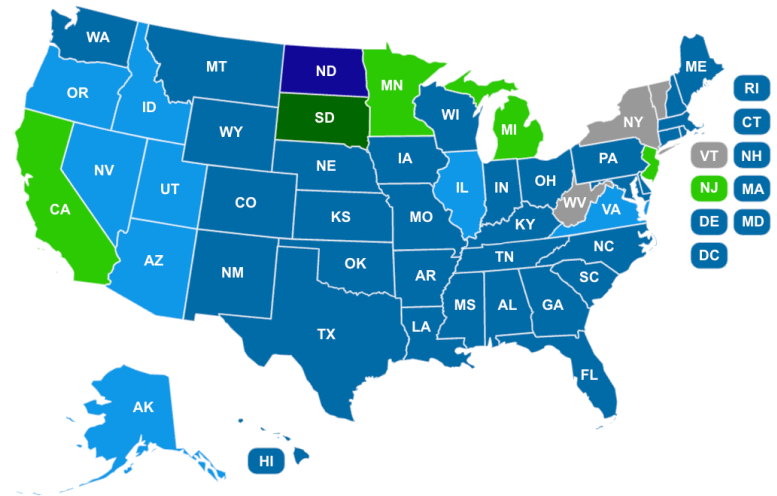 WA
MT
ND
MN
ME
OR
ID
SD
WI
MI
NY
WY
RI
CT
VT
NH
NV
UT
NE
IA
IL
IN
OH
PA
NJ
MA
CA
CO
KS
MO
KY
WV
VA
DE
MD
AZ
NM
OK
AR
TN
NC
DC
TX
LA
MS
AL
GA
SC
FL
AK
HI